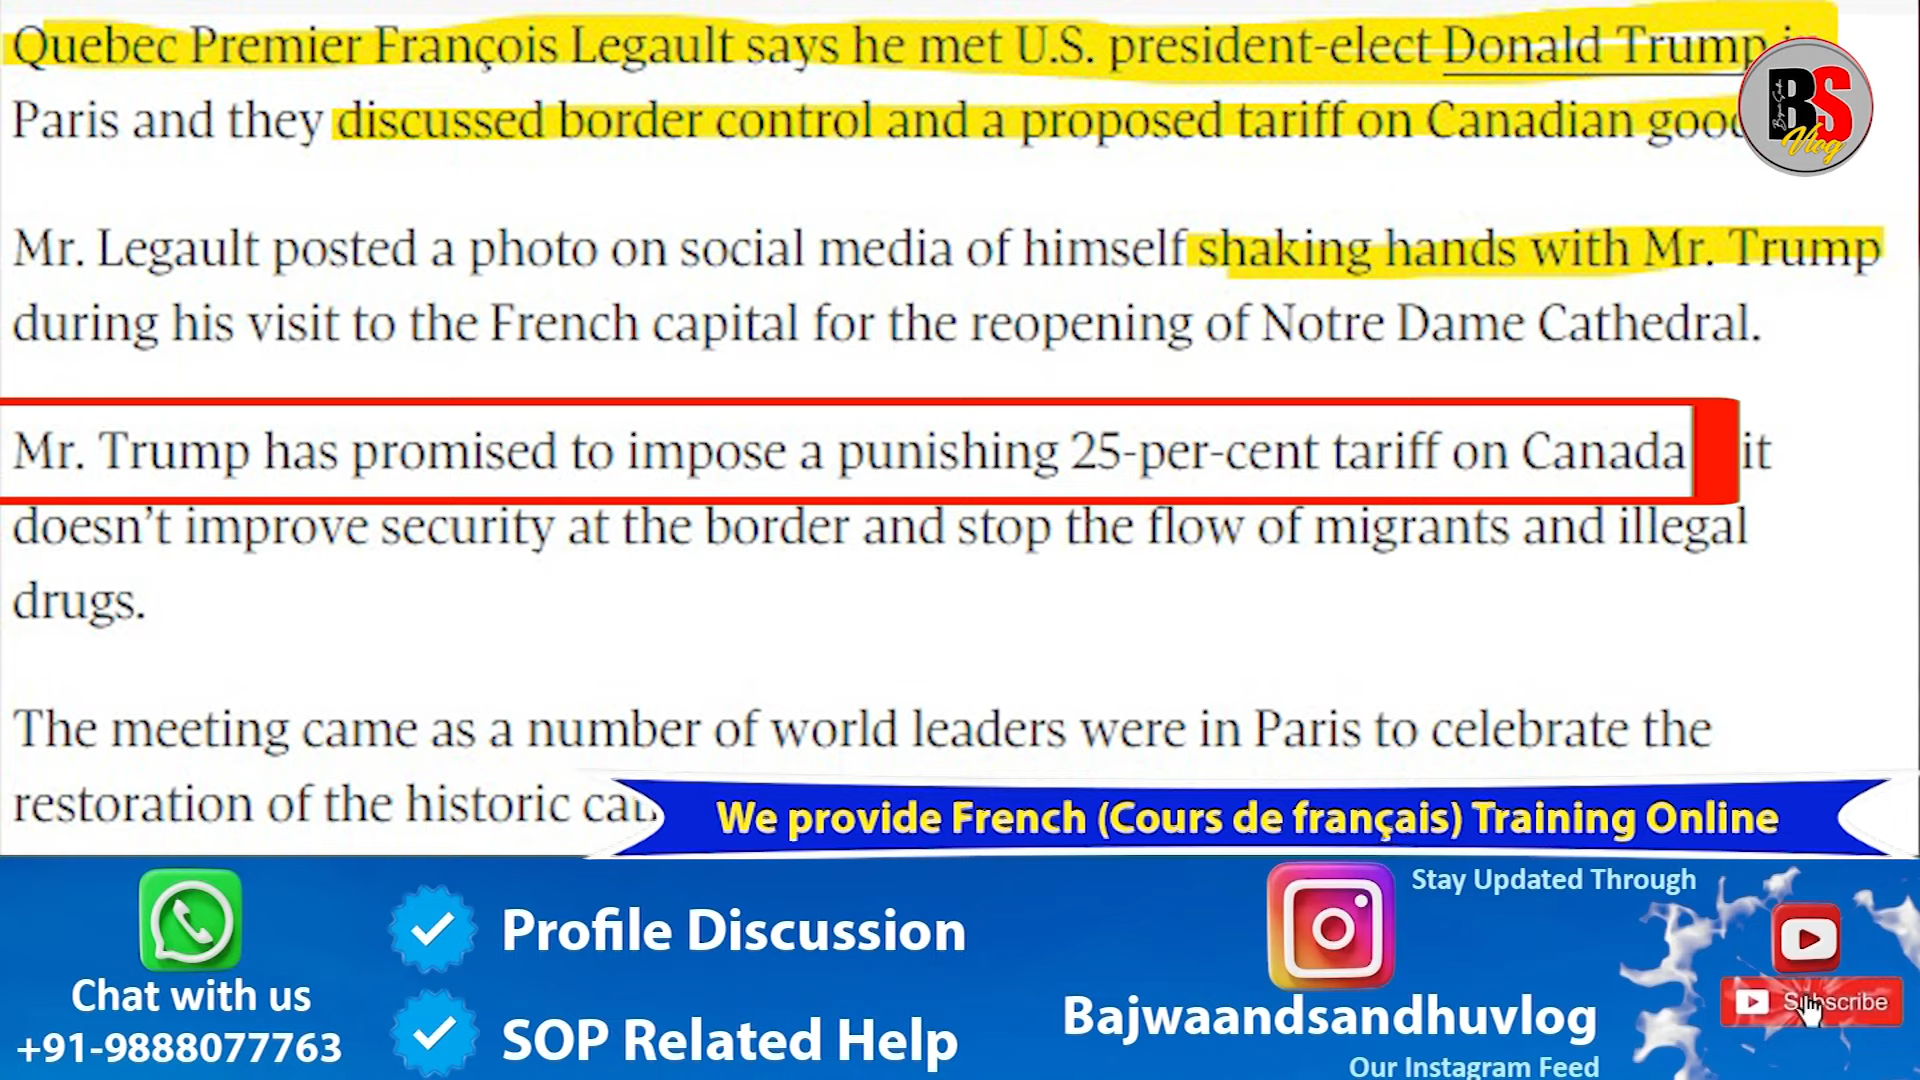 Quebec Premier François Legault says he met U.S. president-elect Donald Trump in
Paris and they discussed border control and a proposed tariff on Canadian
BS
Vlog
Mr. Legault posted a photo on social media of himself shaking hands with Mr. Trump
during his visit to the French capital for the reopening of Notre Dame Cathedral.
Mr. Trump has promised to impose a punishing 25-per-cent tariff on Canada it
doesn't improve security at the border and stop the flow of migrants and illegal
drugs.
The meeting came as a number of world leaders were in Paris to celebrate the
restoration of the historic
We provide French (Cours de français) Training Online
Chat with us
+91-9888077763
Profile Discussion
SOP Related Help
Stay Updated Through
Bajwaandsandhuvlog
Our Instagram Feed
Subscribe